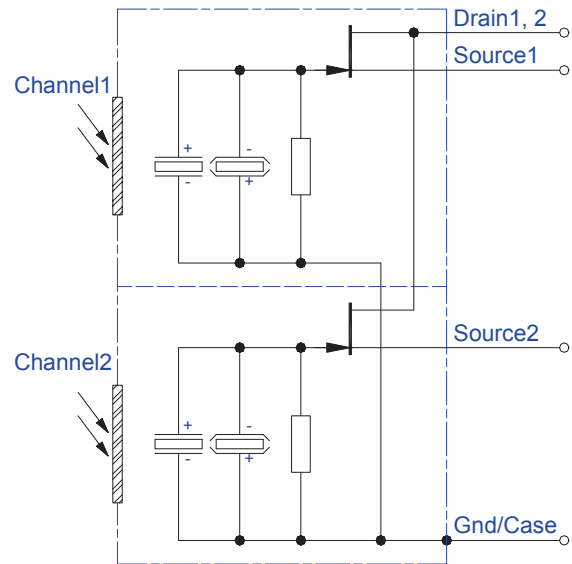 Drain1, 2
Source1
Channel1
+ -
- +
Source2
Channel2
+ -
- +
Gnd/Case